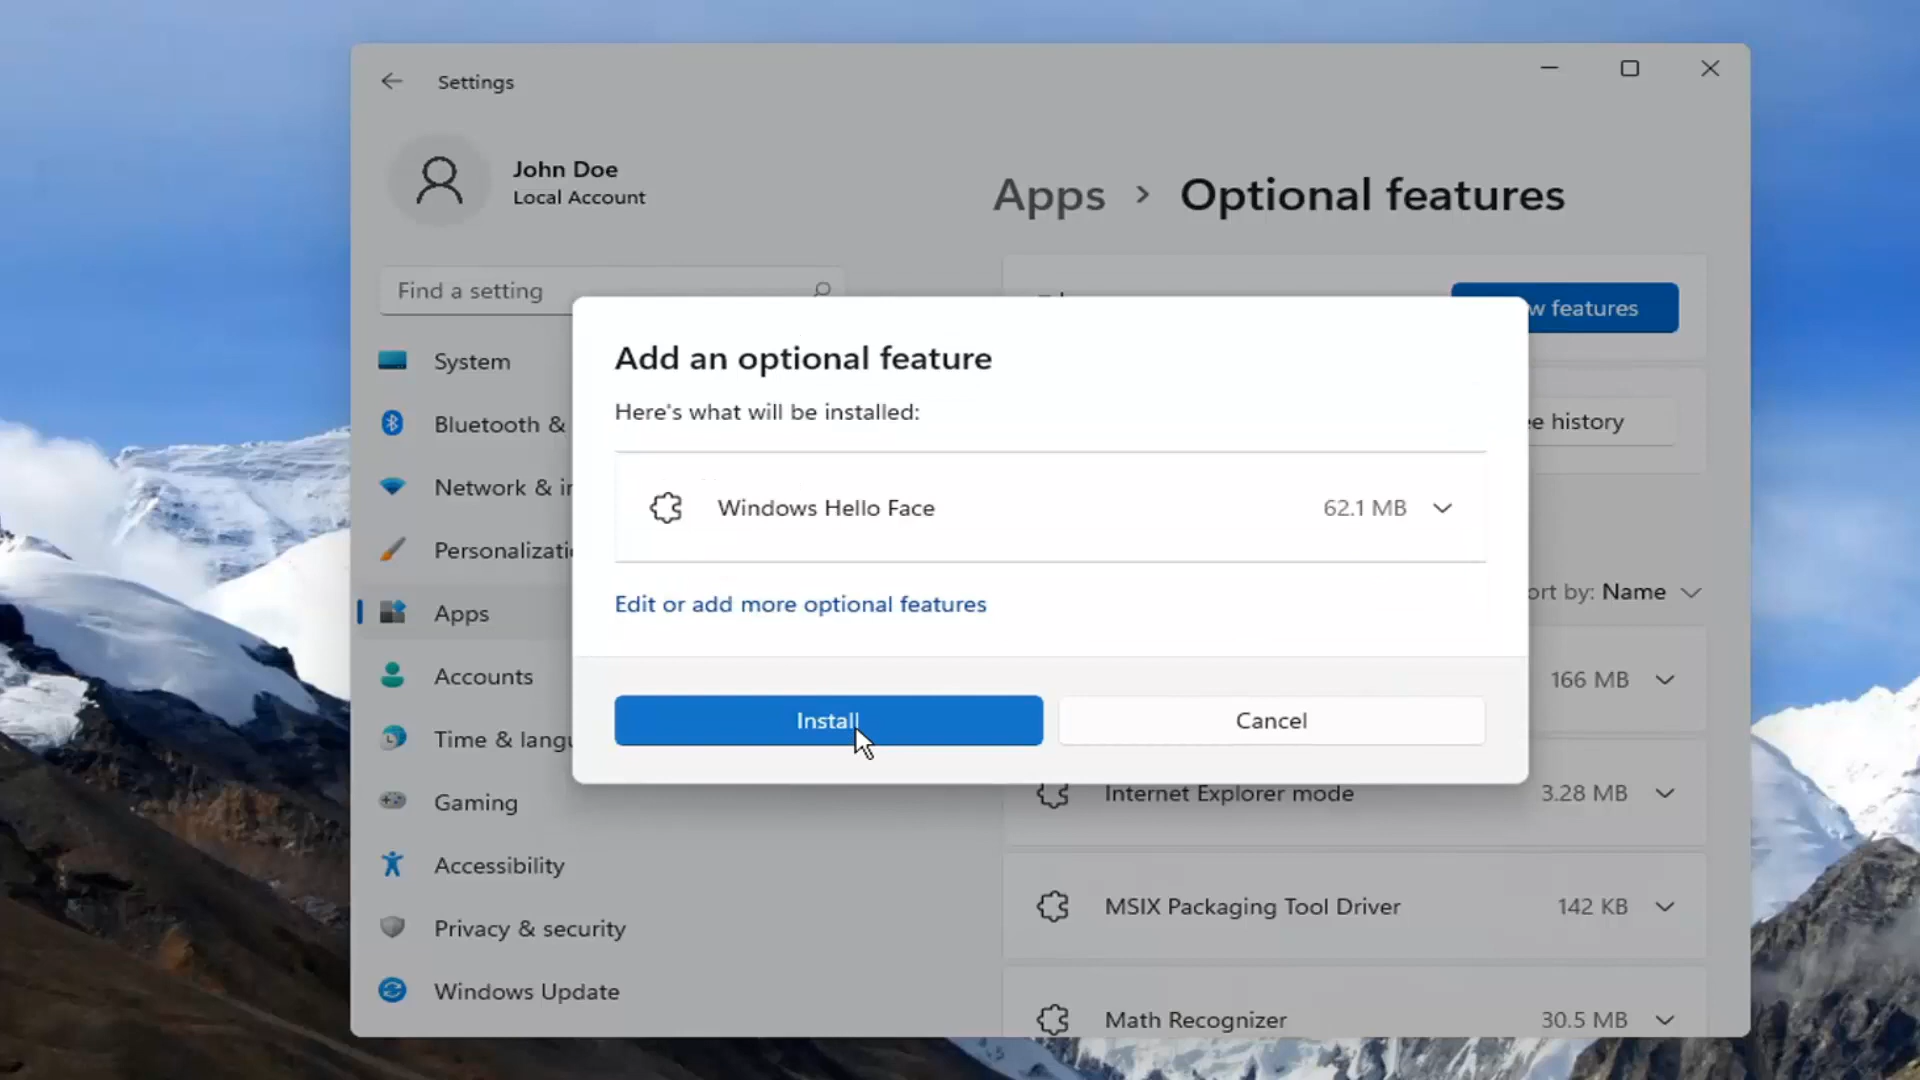 Settings
John Doe
Local Account
Find a setting
System
Bluetooth &
Network &
Apps
Accounts
Time &
Gaming
Accessibility
Privacy & security
Windows Update
Apps > Optional features
features
history
by: Name
166 MB
Add an optional feature
Here's what will be installed:
Windows Hello Face 62.1 MB
Edit or add more optional features
Install Cancel
Internet Explorer mode 3.28 MB
MSIX Packaging Tool Driver 142 KB
Math Recognizer 30.5 MB